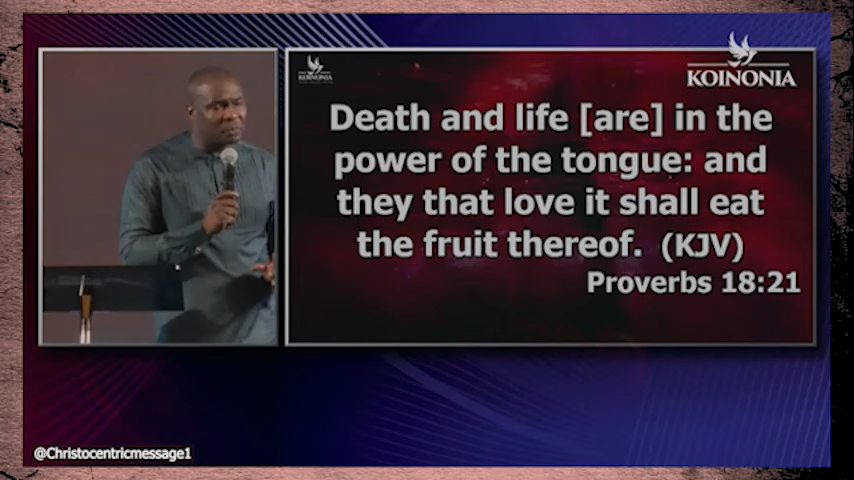 KOINONIA
KOINONIA
Death and life [are] in the
power of the tongue: and
they that love it shall eat
the fruit thereof. (KJV)
Proverbs 18:21
@Christocentricmessage1